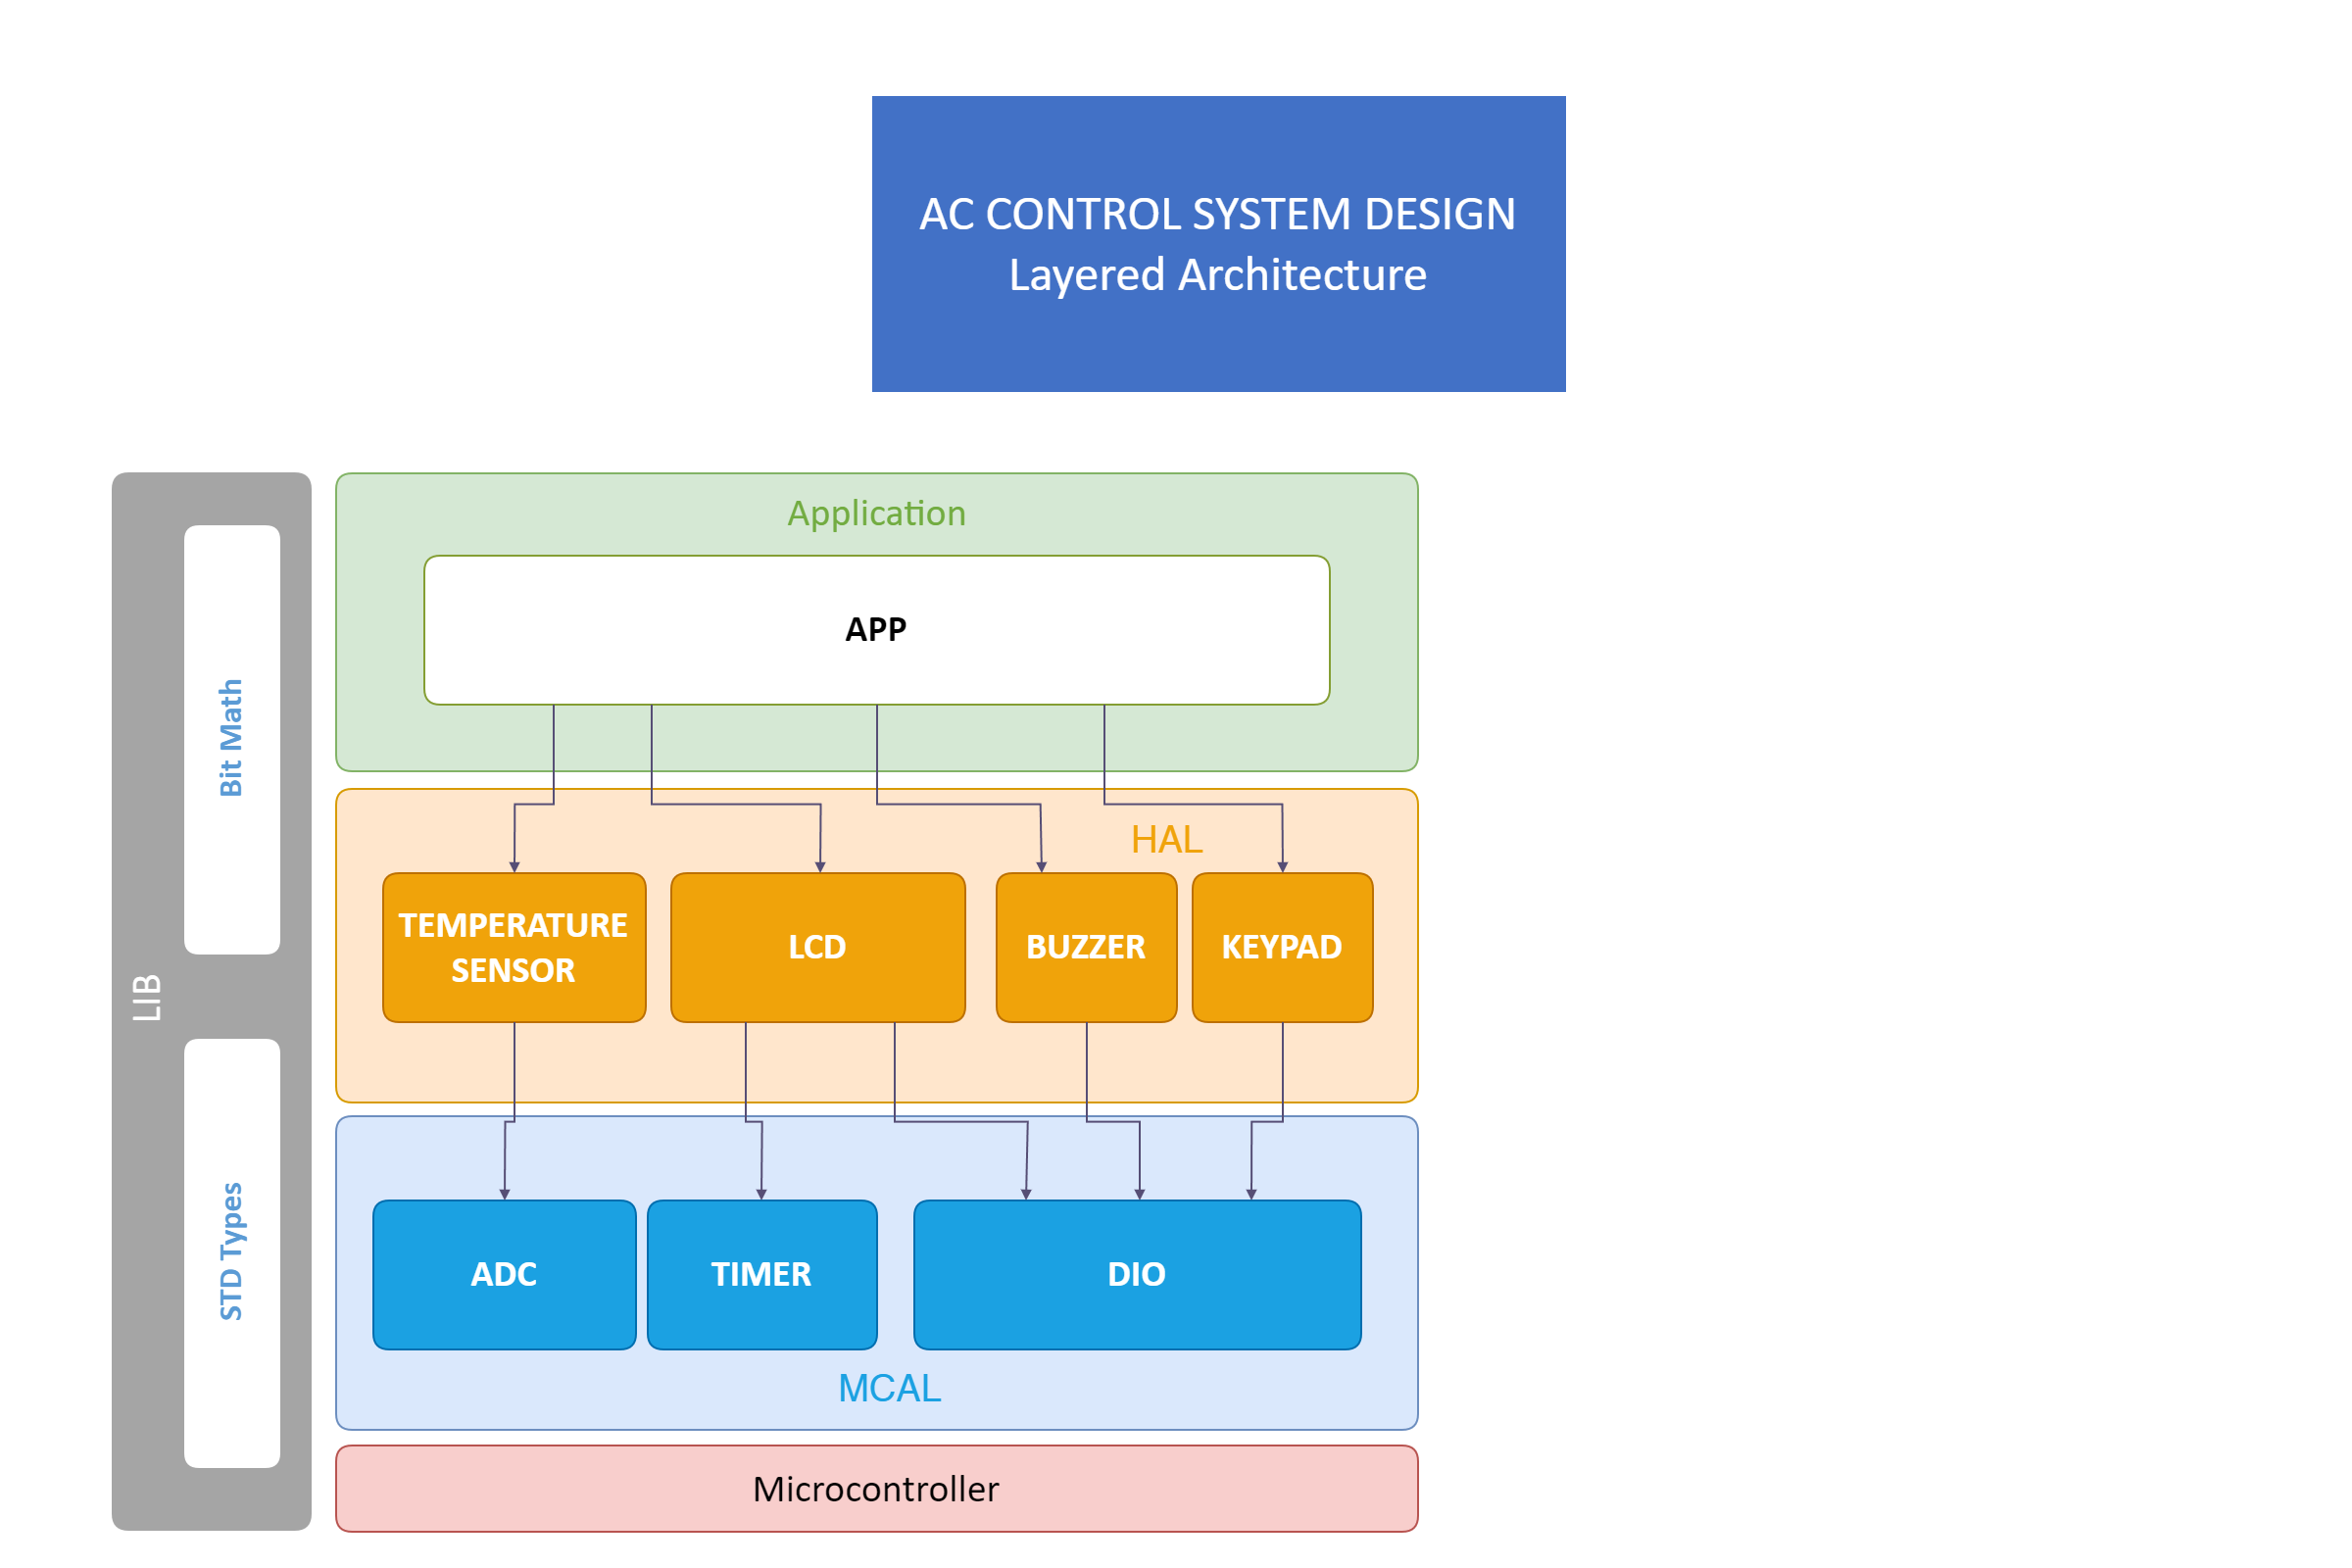 AC CONTROL SYSTEM DESIGN
Layered Architecture
LIB
Bit Math
STD Types
Application
APP
HAL
TEMPERATURE
SENSOR
LCD
BUZZER
KEYPAD
ADC
TIMER
DIO
MCAL
Microcontroller